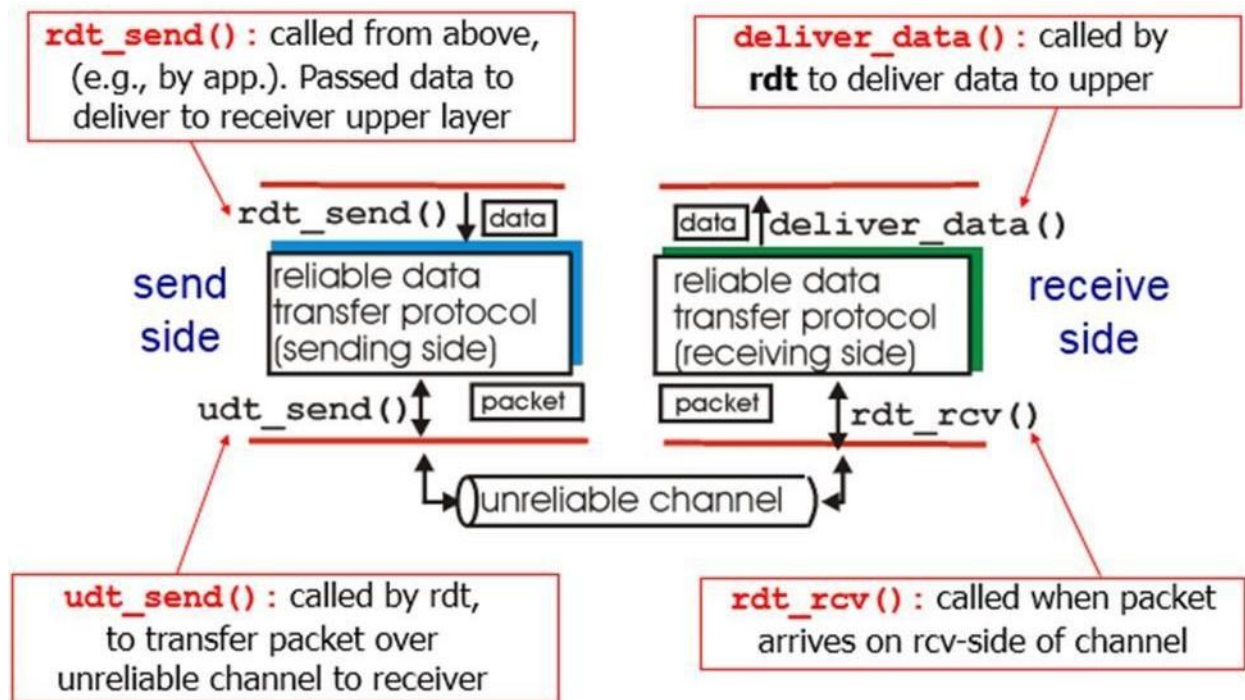 rdt_send() : called from above,
(e.g., by app.). Passed data to
deliver to receiver upper layer
deliver_data() : called by
rdt to deliver data to upper
rdt_send()
data
data
deliver_data()
send
side
reliable data
transfer protocol
(sending side)
reliable data
transfer protocol
(receiving side)
receive
side
udt_send()
packet
packet
rdt_rcv()
unreliable channel
udt_send() : called by rdt,
to transfer packet over
unreliable channel to receiver
rdt_rcv() : called when packet
arrives on rcv-side of channel